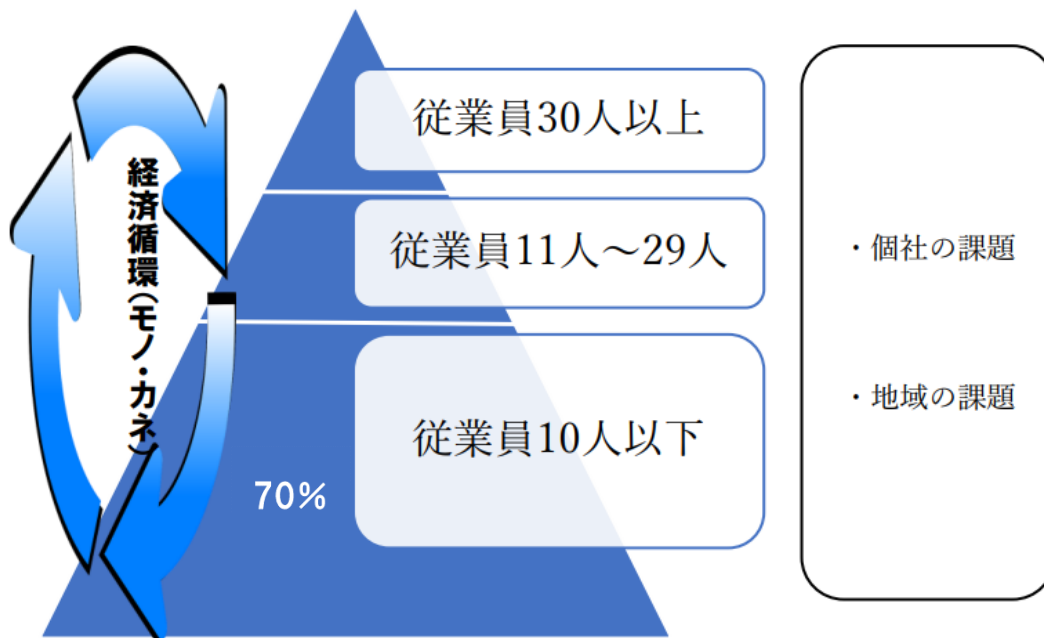 経済循環（モノ・カネ）
従業員30人以上
従業員11人～29人
従業員10人以下
70%
・個社の課題
・地域の課題